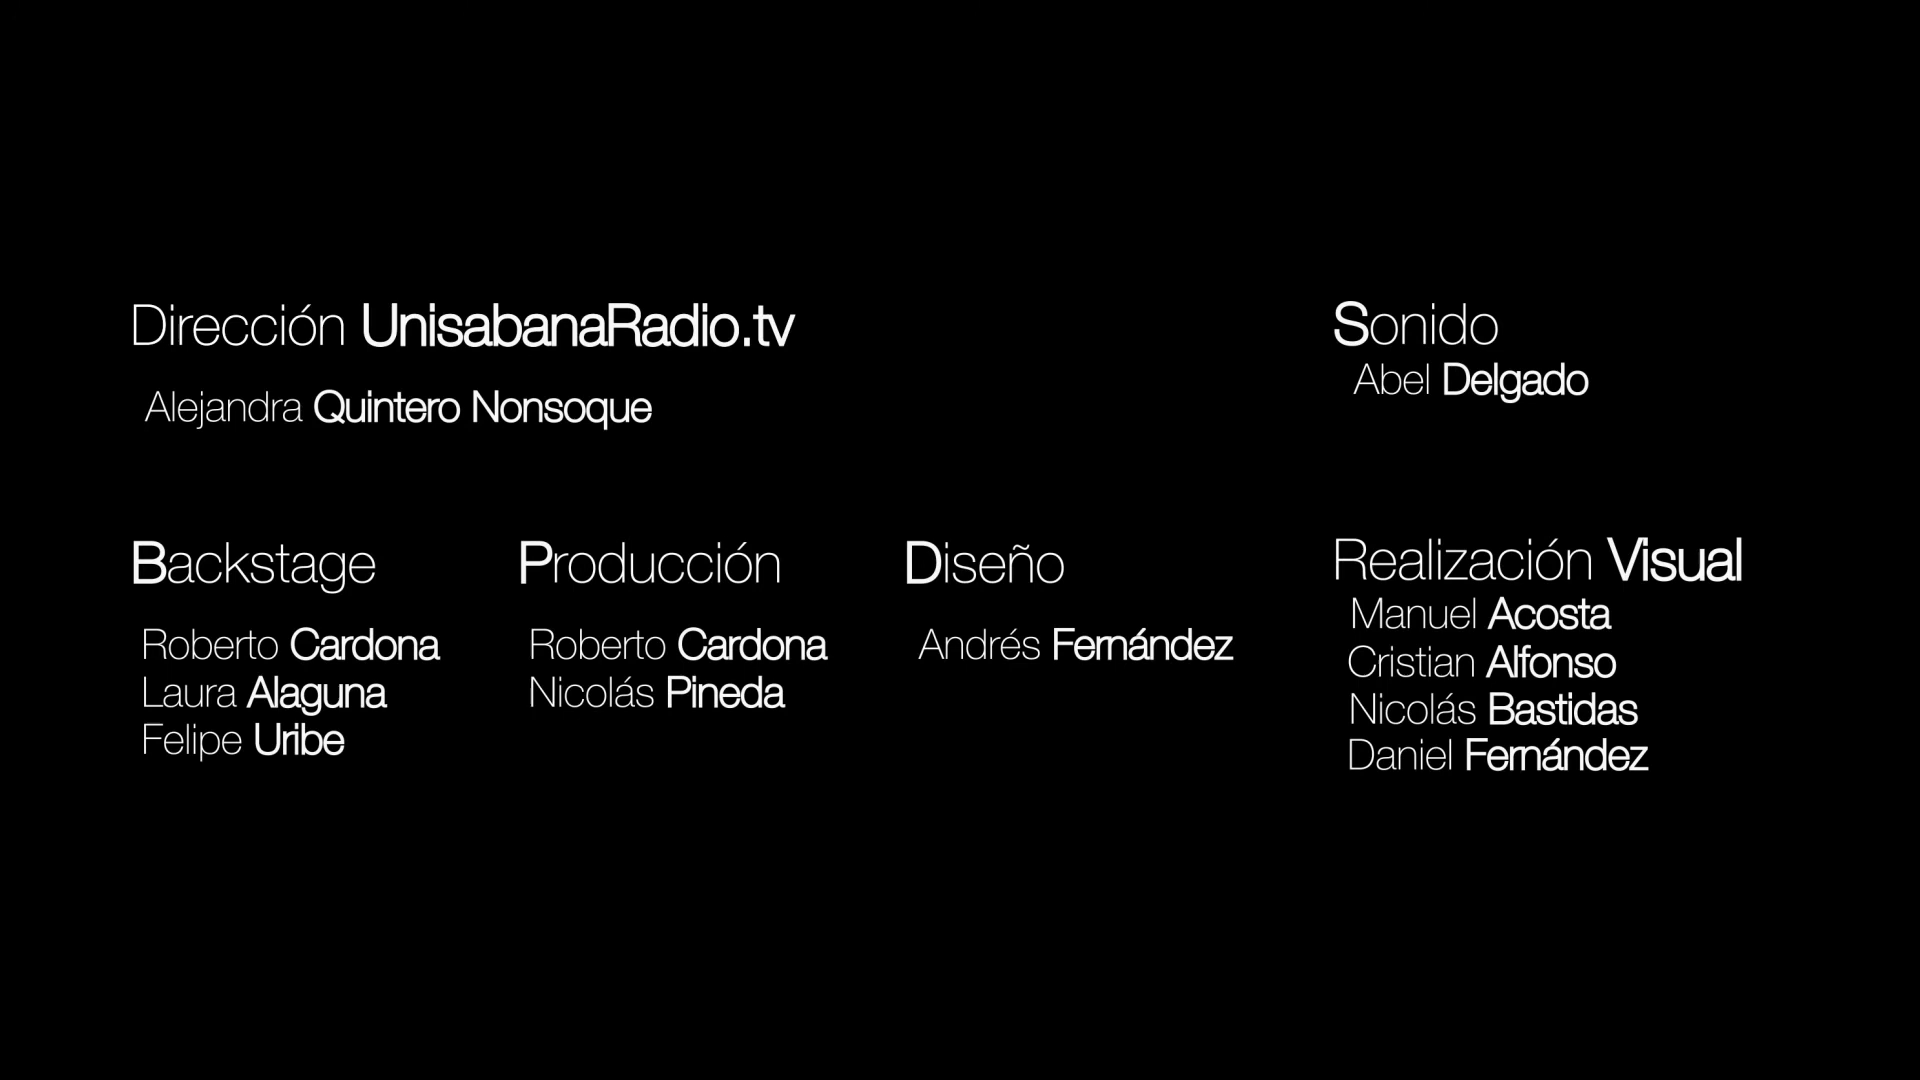 Dirección UnisabanaRadio.tv
Alejandra Quintero Nonsoque
Sonido
Abel Delgado
Backstage
Roberto Cardona
Laura Alaguna
Felipe Uribe
Producción
Roberto Cardona
Nicolás Pineda
Diseño
Andrés Fernández
Realización Visual
Manuel Acosta
Cristian Alfonso
Nicolás Bastidas
Daniel Fernández